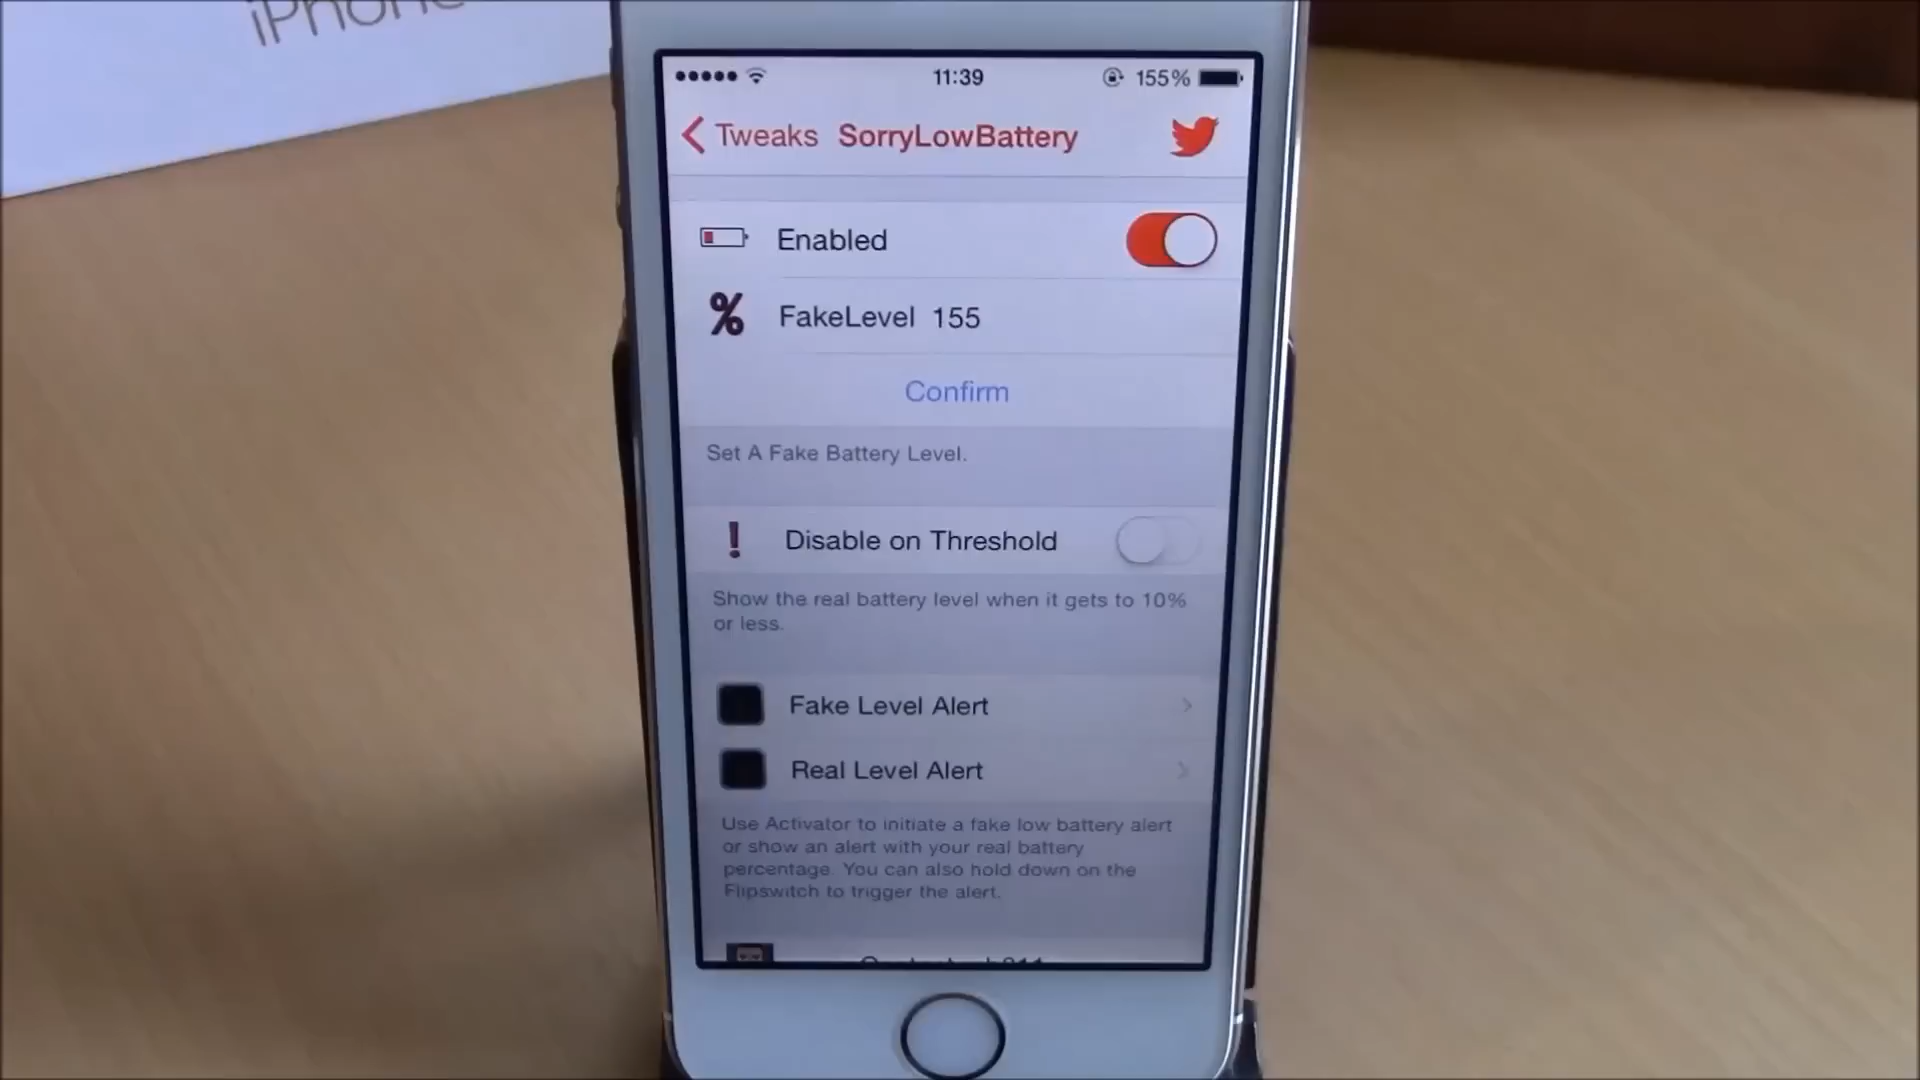 iPhone
11:39
155%
Tweaks SorryLowBattery
Enabled
% FakeLevel 155
Confirm
Set A Fake Battery Level.
! Disable on Threshold
Show the real battery level when it gets to 10%
or less.
Fake Level Alert
Real Level Alert
Use Activator to initiate a fake low battery alert
or show an alert with your real battery
percentage. You can also hold down on the
Flipswitch to trigger the alert.